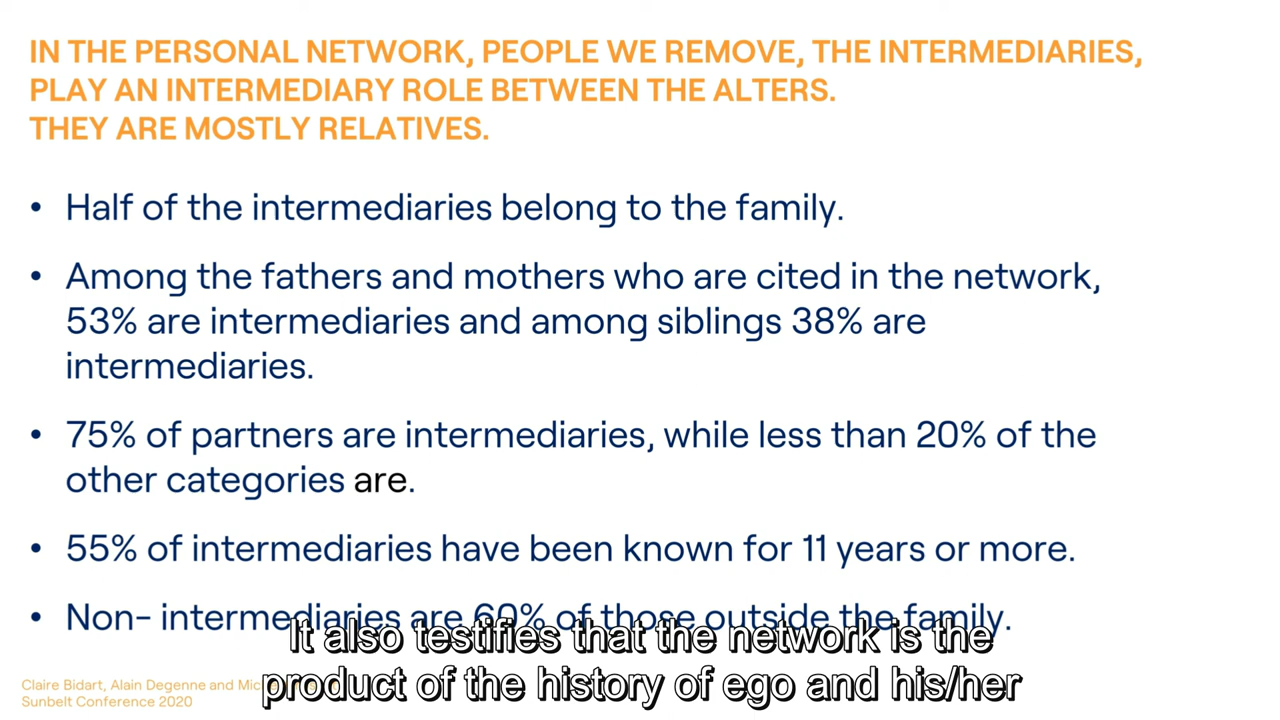 IN THE PERSONAL NETWORK, PEOPLE WE REMOVE, THE INTERMEDIARIES,
PLAY AN INTERMEDIARY ROLE BETWEEN THE ALTERS.
THEY ARE MOSTLY RELATIVES.
• Half of the intermediaries belong to the family.
• Among the fathers and mothers who are cited in the network,
53% are intermediaries and among siblings 38% are
intermediaries.
• 75% of partners are intermediaries, while less than 20% of the
other categories are.
• 55% of intermediaries have been known for 11 years or more.
• Non- intermediaries are 60% of those outside the family.
It also testifies that the network is the
product of the history of ego and his/her
Claire Bidart, Alain Degenne and
Sunbelt Conference 2020